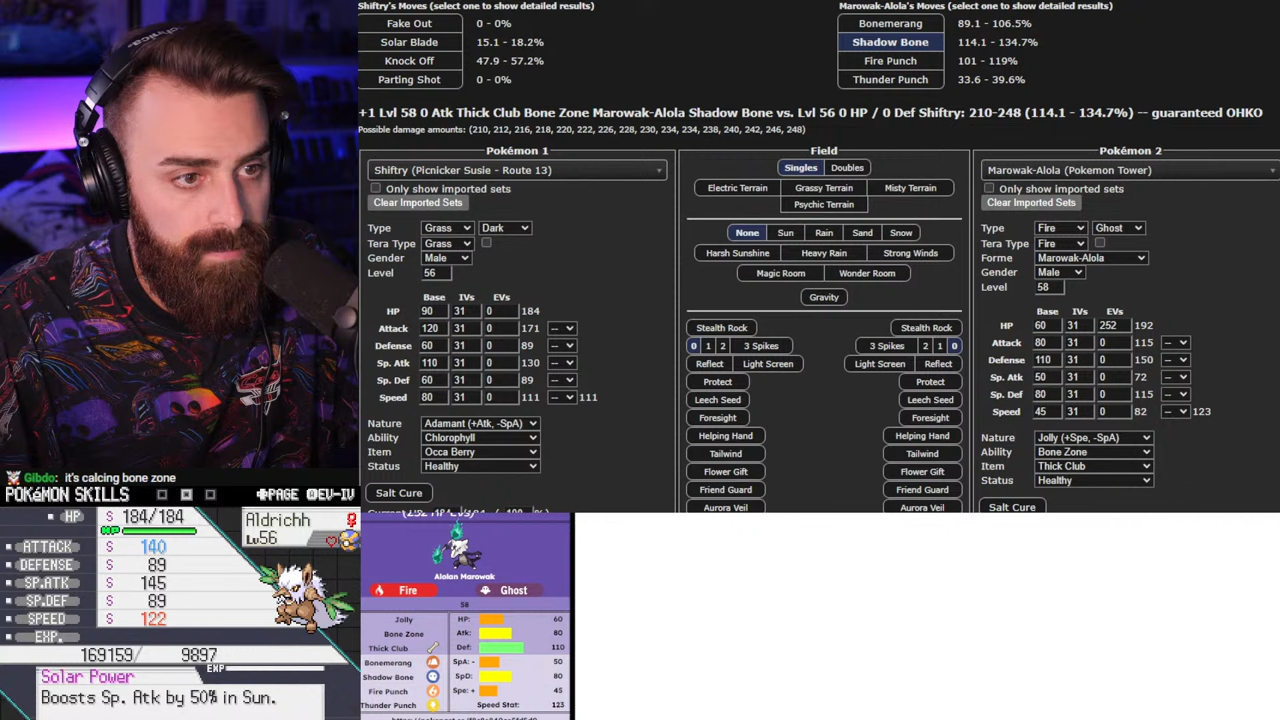 Shiftry's Moves (select one to show detailed results)
Fake Out 0 - 0%
Solar Blade 15.1 - 18.2%
Knock Off 47.9 - 57.2%
Parting Shot 0 - 0%
Marowak-Alola's Moves (select one to show detailed results)
Bonemerang 89.1 - 106.5%
Shadow Bone 114.1 - 134.7%
Fire Punch 101 - 119%
Thunder Punch 33.6 - 39.6%
+1 Lvl 58 0 Atk Thick Club Bone Zone Marowak-Alola Shadow Bone vs. Lvl 56 0 HP / 0 Def Shiftry: 210-248 (114.1 - 134.7%) -- guaranteed OHKO
Possible damage amounts: (210, 212, 216, 218, 220, 222, 226, 228, 230, 234, 234, 238, 240, 242, 246, 248)
Pokémon 1
Shiftry (Picnicker Susie - Route 13)
Only show imported sets
Clear Imported Sets
Type Grass Dark
Tera Type Grass
Gender Male
Level 56
Base IVs EVs
HP 90 31 0 184
Attack 120 31 0 171 --
Defense 60 31 0 89 --
Sp. Atk 110 31 0 130 --
Sp. Def 60 31 0 89 --
Speed 80 31 0 111 -- 111
Nature Adamant (+Atk, -SpA)
Ability Chlorophyll
Item Occa Berry
Status Healthy
Salt Cure
Field
Singles Doubles
Electric Terrain Grassy Terrain Misty Terrain
Psychic Terrain
None Sun Rain Sand Snow
Harsh Sunshine Heavy Rain Strong Winds
Magic Room Wonder Room
Gravity
Stealth Rock Stealth Rock
0 1 2 3 Spikes 3 Spikes 2 1 0
Reflect Light Screen Light Screen Reflect
Protect Protect
Leech Seed Leech Seed
Foresight Foresight
Helping Hand Helping Hand
Tailwind Tailwind
Flower Gift Flower Gift
Friend Guard Friend Guard
Aurora Veil Aurora Veil
Pokémon 2
Marowak-Alola (Pokemon Tower)
Only show imported sets
Clear Imported Sets
Type Fire Ghost
Tera Type Fire
Forme Marowak-Alola
Gender Male
Level 58
Base IVs EVs
HP 60 31 252 192
Attack 80 31 0 115 --
Defense 110 31 0 150 --
Sp. Atk 50 31 0 72 --
Sp. Def 80 31 0 115 --
Speed 45 31 0 82 -- 123
Nature Jolly (+Spe, -SpA)
Ability Bone Zone
Item Thick Club
Status Healthy
Salt Cure
Gibdo: it's calcing bone zone
POKéMON SKILLS PAGE EV-IV
HP S 184/184
HP
ATTACK S 140
DEFENSE S 89
SP.ATK S 145
SP.DEF S 89
SPEED S 122
EXP.
169159/ 9897
EXP
Aldrichh
Lv56
Solar Power
Boosts Sp. Atk by 50% in Sun.
Alolan Marowak
Fire Ghost
58
Jolly HP: 60
Bone Zone Atk: 80
Thick Club Def: 110
Bonemerang SpA: - 50
Shadow Bone SpD: 80
Fire Punch Spe: + 45
Thunder Punch Speed Stat: 123